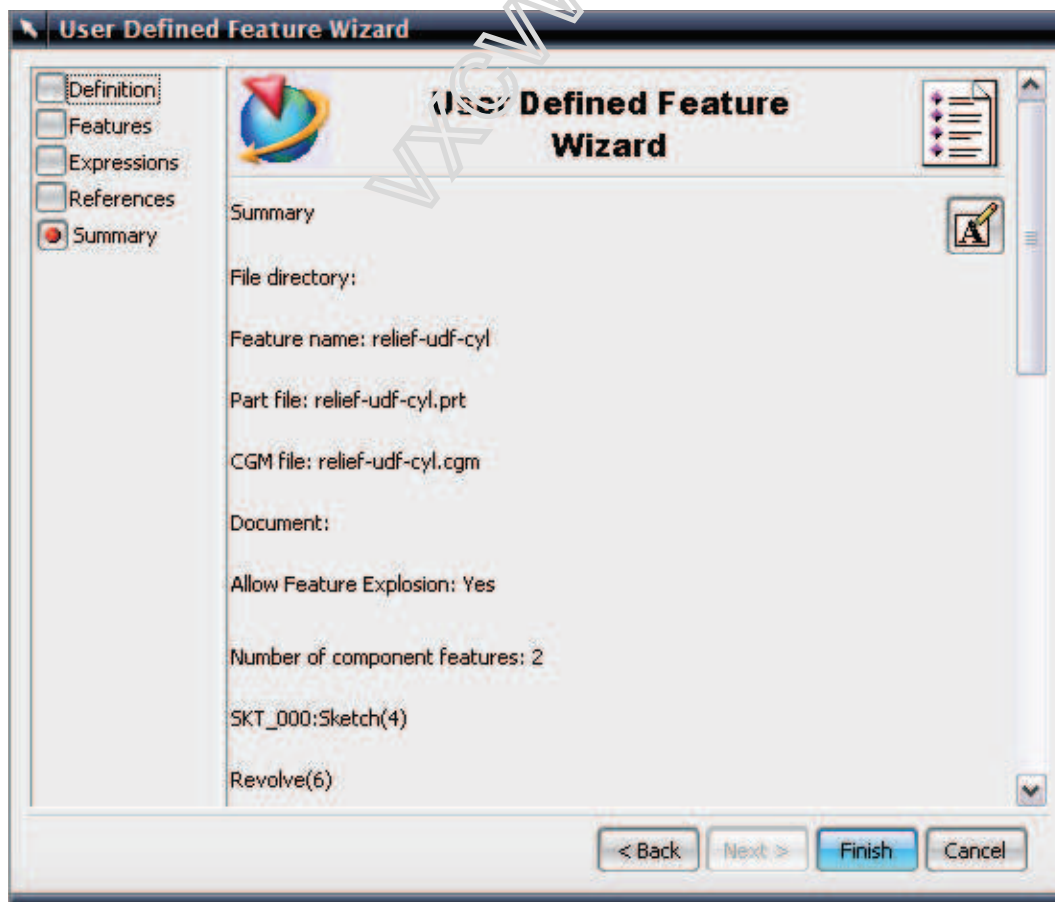 User Defined Feature Wizard
Definition
Features
Expressions
References
Summary
User Defined Feature
Wizard
Summary
File directory:
Feature name: relief-udf-cyl
Part file: relief-udf-cyl.prt
CGM file: relief-udf-cyl.cgm
Document:
Allow Feature Explosion: Yes
Number of component features: 2
SKT_000:Sketch(4)
Revolve(6)
< Back
Next >
Finish
Cancel